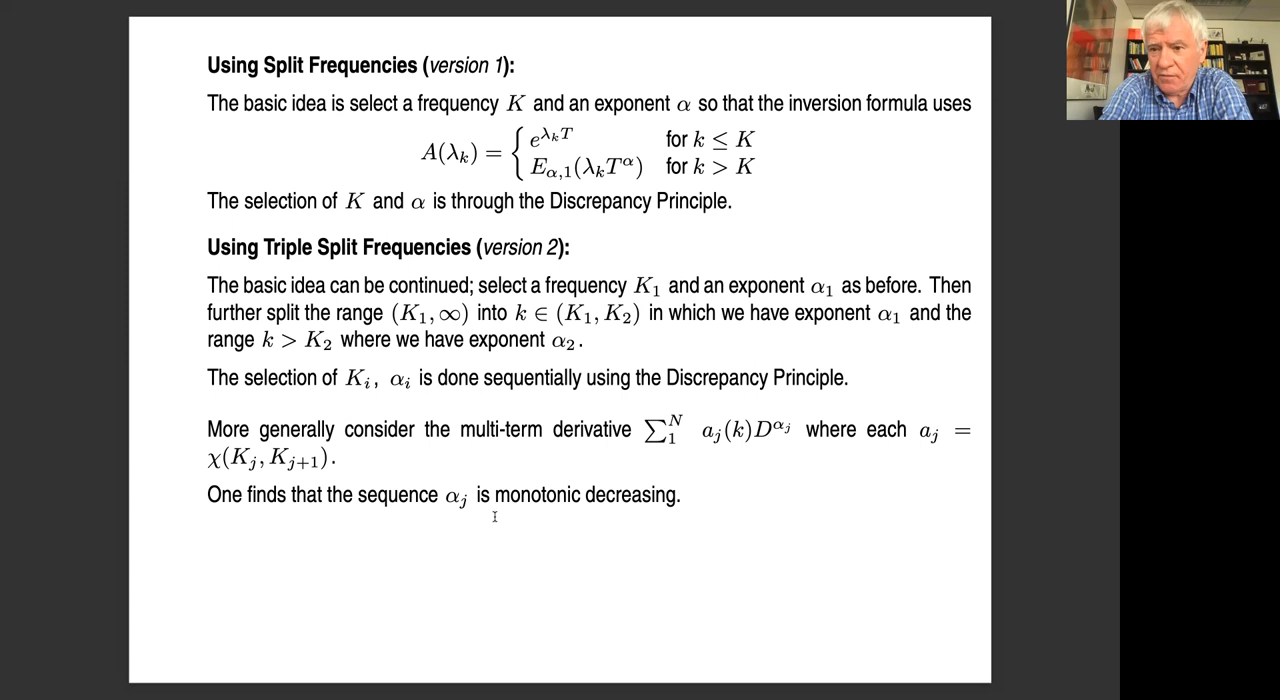 Using Split Frequencies (version 1):
The basic idea is select a frequency K and an exponent α so that the inversion formula uses
A(λ_k) = { e^{λ_k T} for k ≤ K
E_{α,1}(λ_k T^α) for k > K
The selection of K and α is through the Discrepancy Principle.
Using Triple Split Frequencies (version 2):
The basic idea can be continued; select a frequency K_1 and an exponent α_1 as before. Then
further split the range (K_1, ∞) into k ∈ (K_1, K_2) in which we have exponent α_1 and the
range k > K_2 where we have exponent α_2.
The selection of K_i, α_i is done sequentially using the Discrepancy Principle.
More generally consider the multi-term derivative ∑_1^N a_j(k)D^{α_j} where each a_j =
χ(K_j, K_{j+1}).
One finds that the sequence α_j is monotonic decreasing.